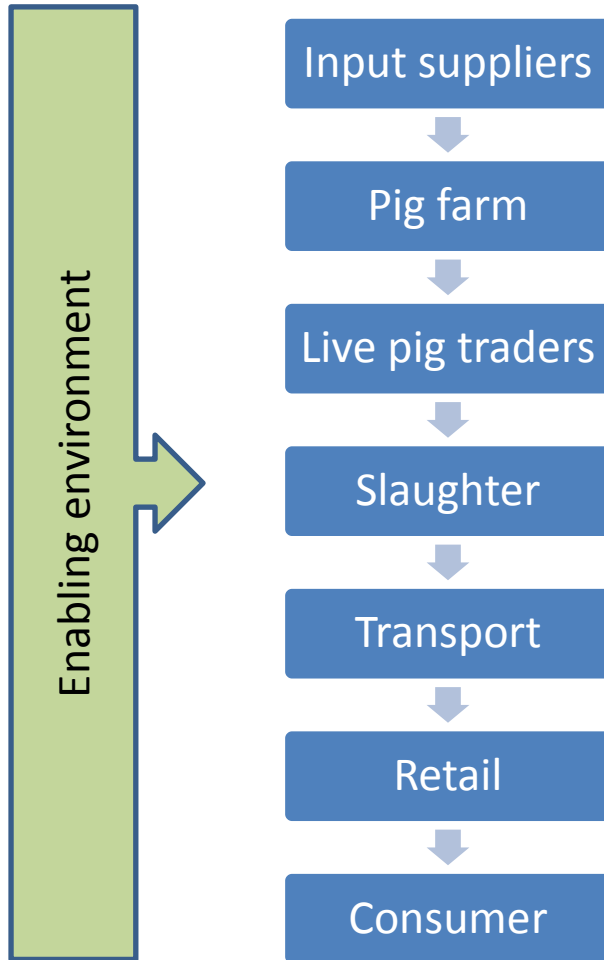 Enabling environment
Input suppliers
Pig farm
Live pig traders
Slaughter
Transport
Retail
Consumer